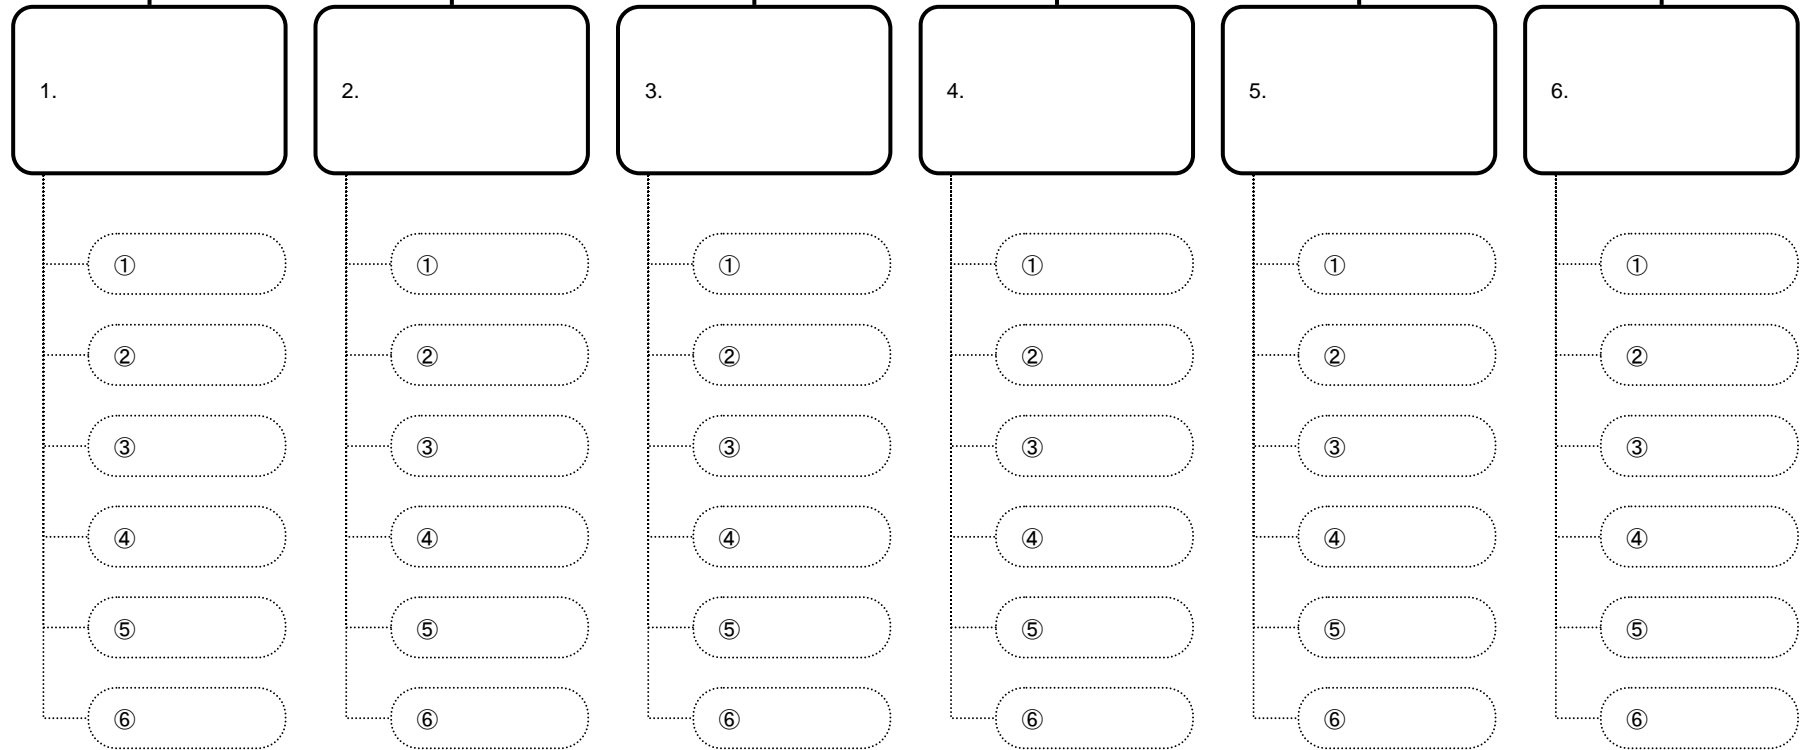 1. 2. 3. 4. 5. 6.
① ① ① ① ① ①
② ② ② ② ② ②
③ ③ ③ ③ ③ ③
④ ④ ④ ④ ④ ④
⑤ ⑤ ⑤ ⑤ ⑤ ⑤
⑥ ⑥ ⑥ ⑥ ⑥ ⑥